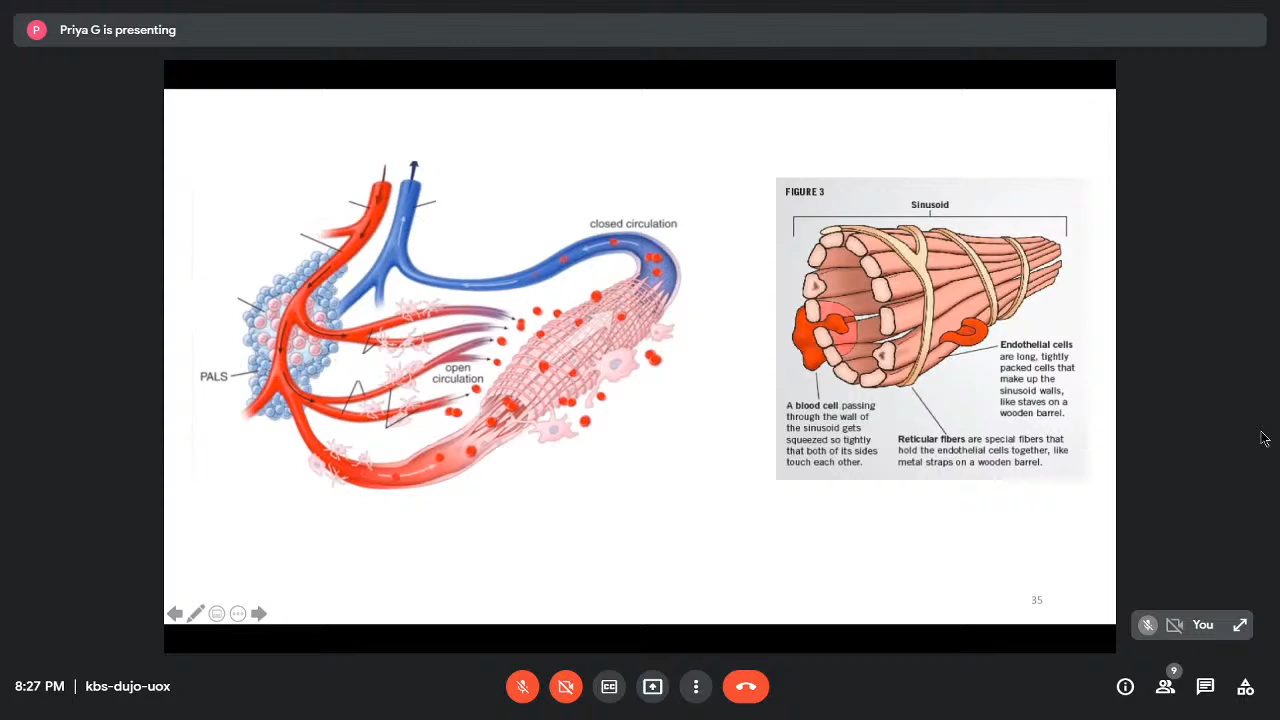 P
Priya G is presenting
closed circulation
PALS
open
circulation
FIGURE 3
Sinusoid
Endothelial cells
are long, tightly
packed cells that
make up the
sinusoid walls,
like staves on a
wooden barrel.
A blood cell passing
through the wall of
the sinusoid gets
squeezed so tightly
that both of its sides
touch each other.
Reticular fibers are special fibers that
hold the endothelial cells together, like
metal straps on a wooden barrel.
35
You
8:27 PM | kbs-dujo-uox
CC
9